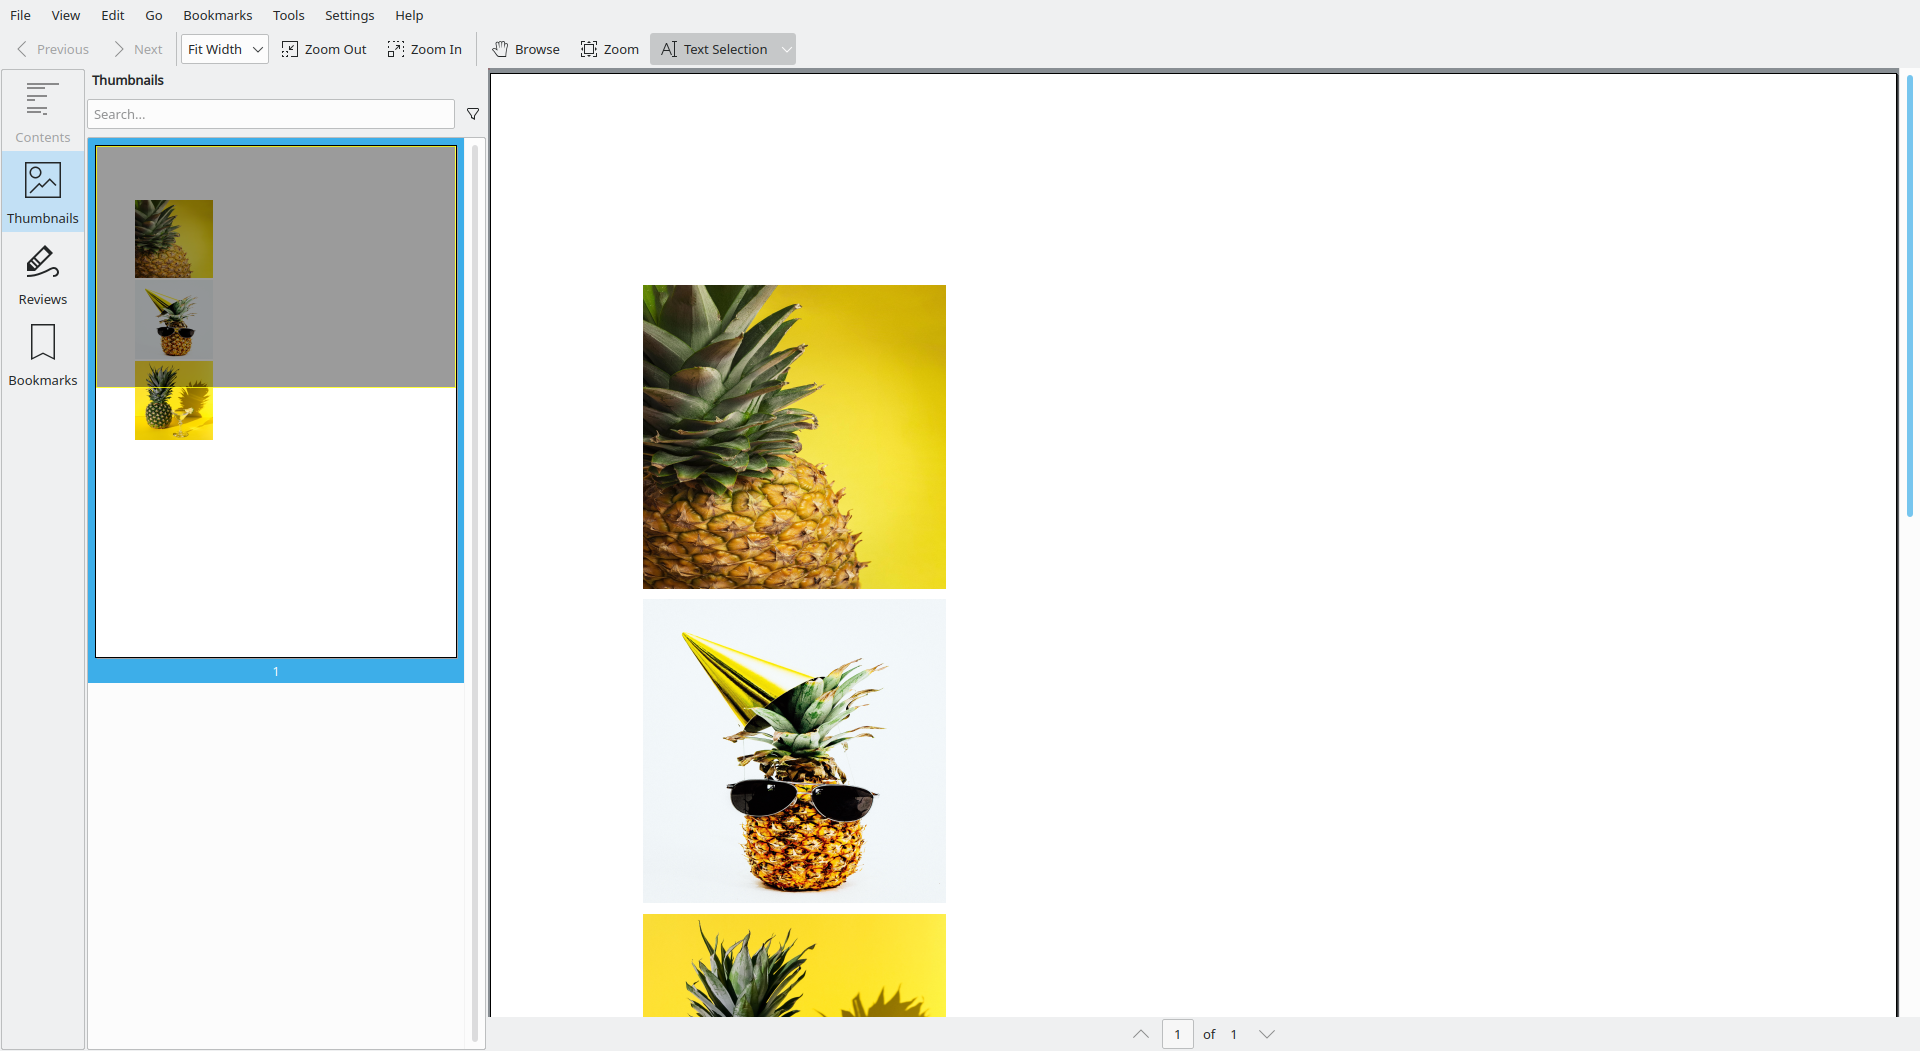 File View Edit Go Bookmarks Tools Settings Help
Previous Next Fit Width Zoom Out Zoom In Browse Zoom Text Selection
Thumbnails
Search...
Contents
Thumbnails
Reviews
Bookmarks
1
1 of 1